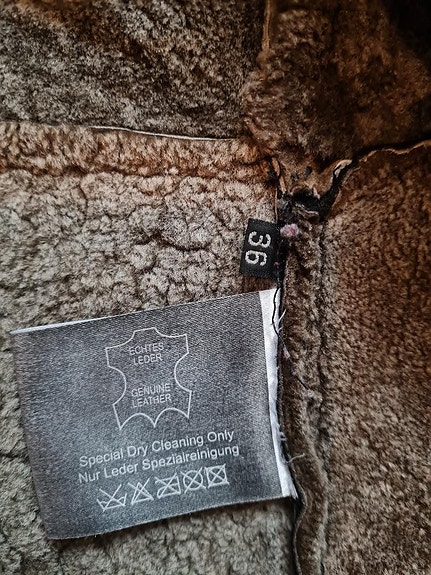 36
ECHTES
LEDER
GENUINE
LEATHER
Special Dry Cleaning Only
Nur Leder Spezialreinigung